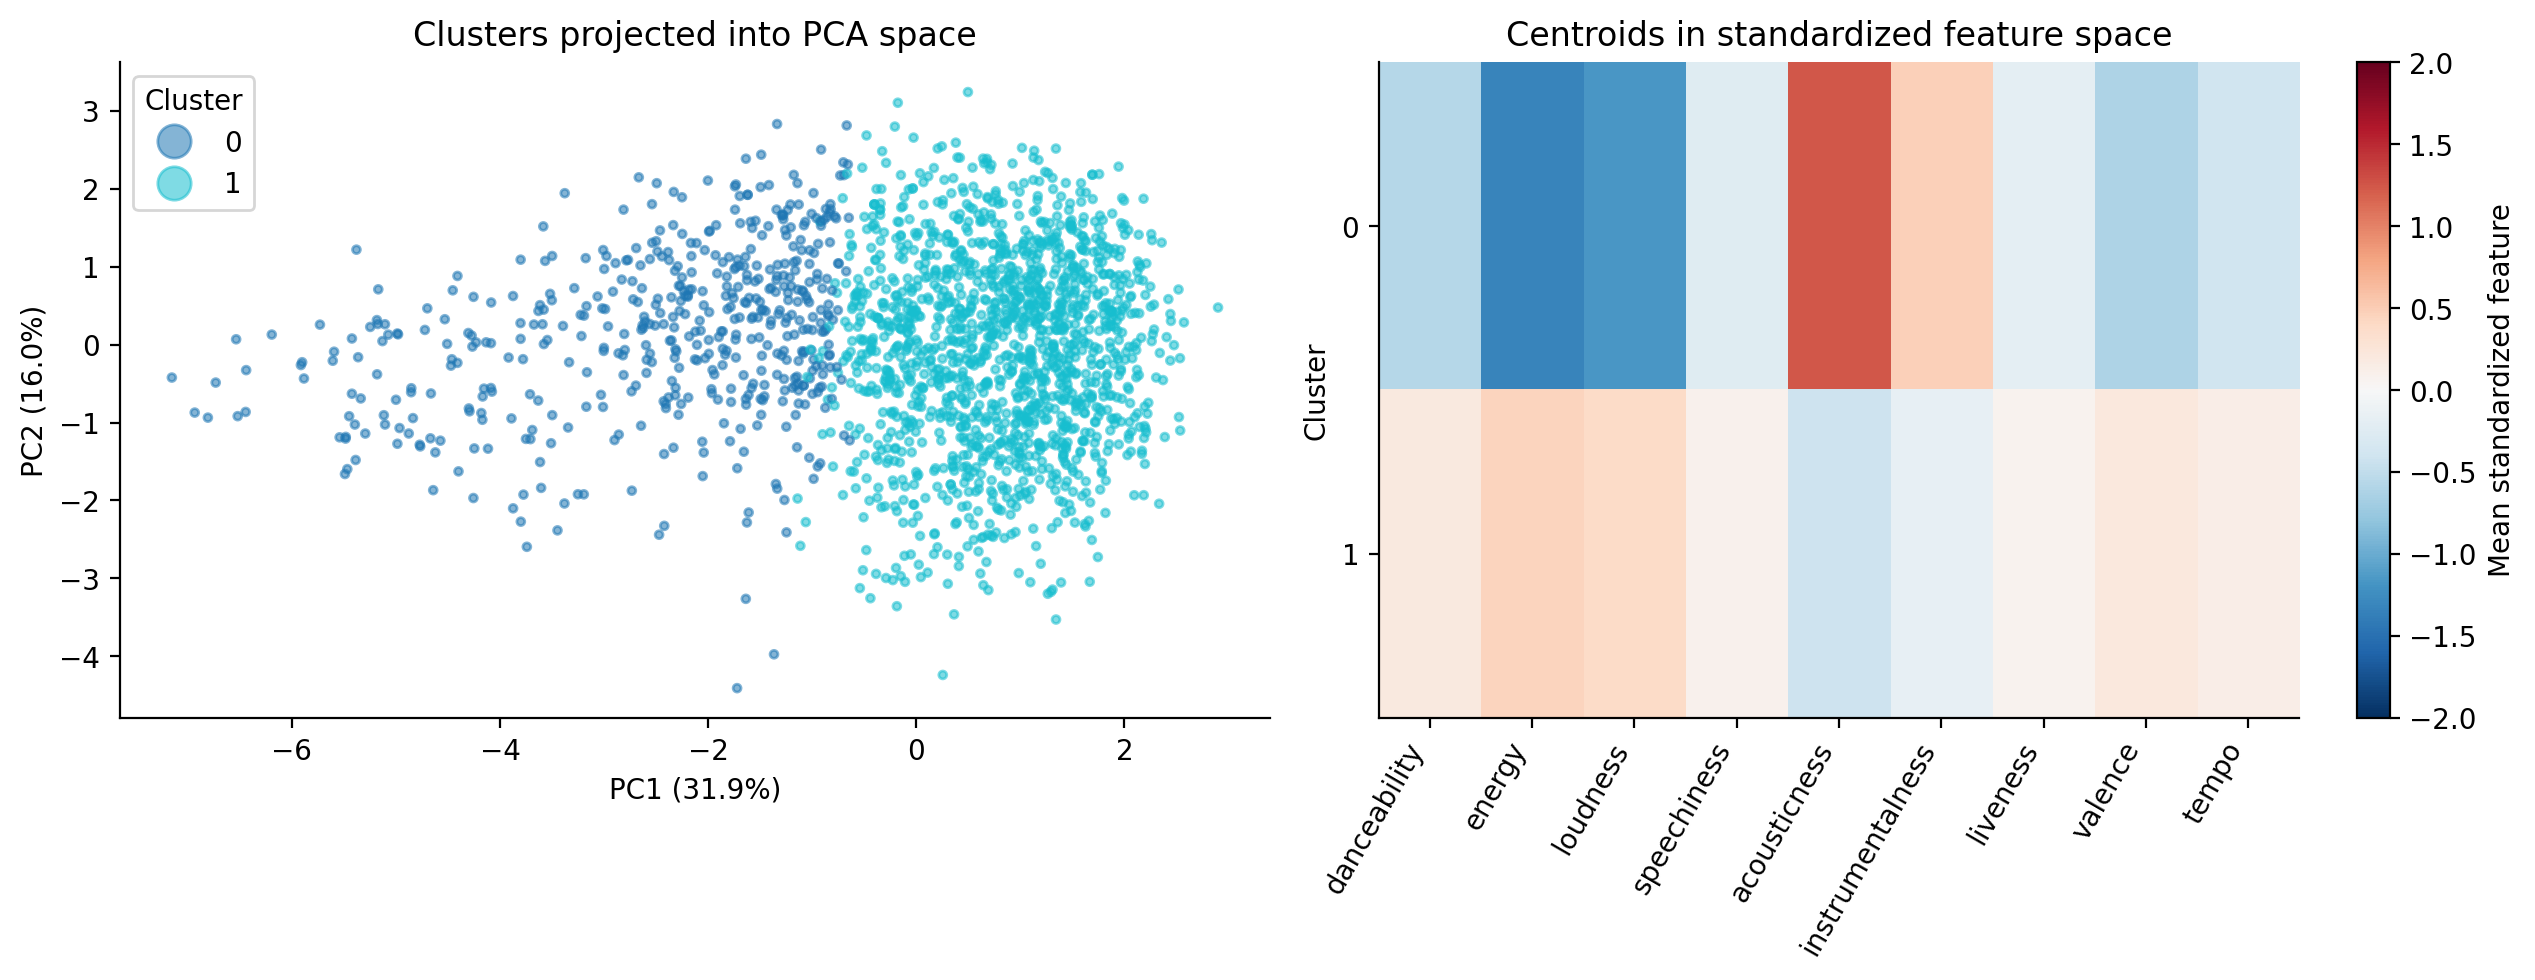 Clusters projected into PCA space
Cluster
0
1
3
2
1
0
−1
−2
−3
−4
PC2 (16.0%)
−6
−4
−2
0
2
PC1 (31.9%)
Centroids in standardized feature space
0
1
Cluster
danceability
energy
loudness
speechiness
acousticness
instrumentalness
liveness
valence
tempo
2.0
1.5
1.0
0.5
0.0
−0.5
−1.0
−1.5
−2.0
Mean standardized feature